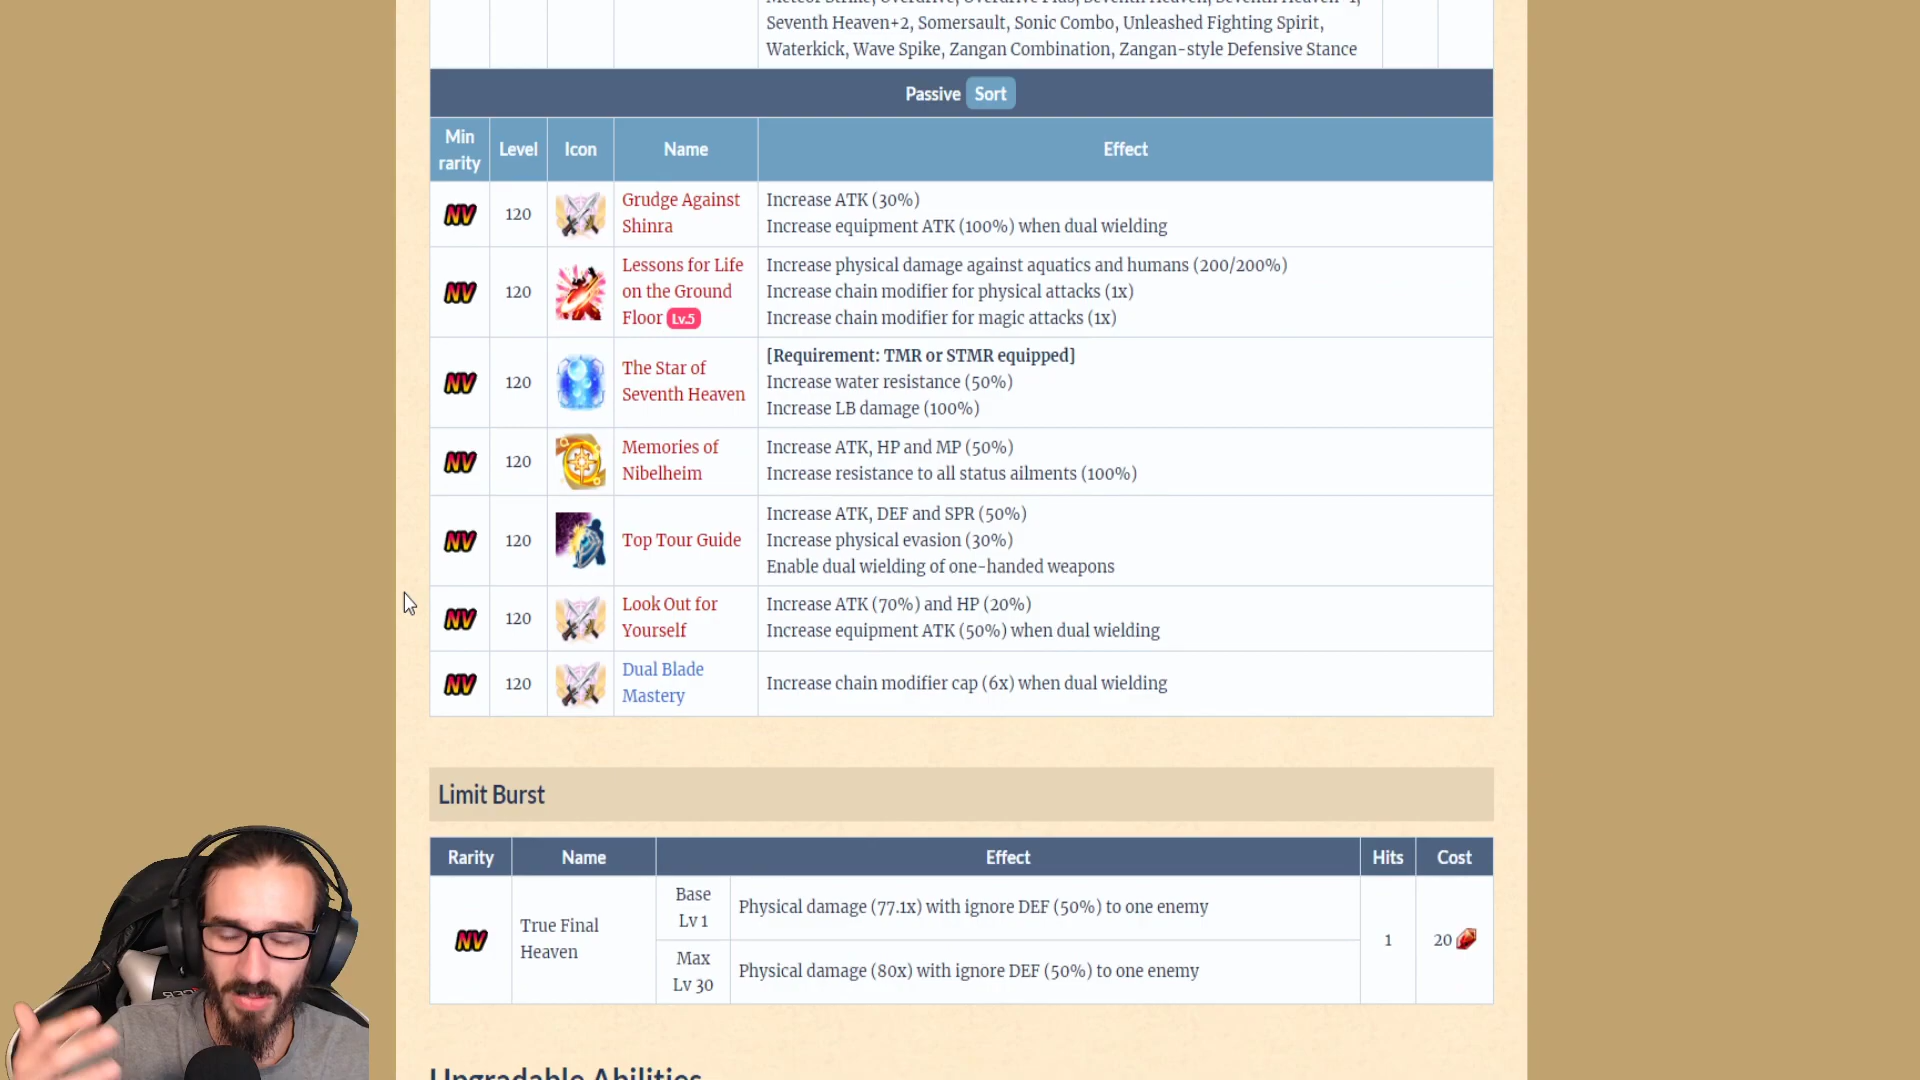 Seventh Heaven+2, Somersault, Sonic Combo, Unleashed Fighting Spirit,
Waterkick, Wave Spike, Zangan Combination, Zangan-style Defensive Stance
Passive Sort
Min rarity Level Icon Name Effect
NV 120 Grudge Against Shinra
Increase ATK (30%)
Increase equipment ATK (100%) when dual wielding
NV 120 Lessons for Life on the Ground Floor Lv.5
Increase physical damage against aquatics and humans (200/200%)
Increase chain modifier for physical attacks (1x)
Increase chain modifier for magic attacks (1x)
NV 120 The Star of Seventh Heaven
[Requirement: TMR or STMR equipped]
Increase water resistance (50%)
Increase LB damage (100%)
NV 120 Memories of Nibelheim
Increase ATK, HP and MP (50%)
Increase resistance to all status ailments (100%)
NV 120 Top Tour Guide
Increase ATK, DEF and SPR (50%)
Increase physical evasion (30%)
Enable dual wielding of one-handed weapons
NV 120 Look Out for Yourself
Increase ATK (70%) and HP (20%)
Increase equipment ATK (50%) when dual wielding
NV 120 Dual Blade Mastery
Increase chain modifier cap (6x) when dual wielding
Limit Burst
Rarity Name Effect Hits Cost
NV True Final Heaven
Base Lv 1 Physical damage (77.1x) with ignore DEF (50%) to one enemy
Max Lv 30 Physical damage (80x) with ignore DEF (50%) to one enemy
1 20
Upgradable Abilities